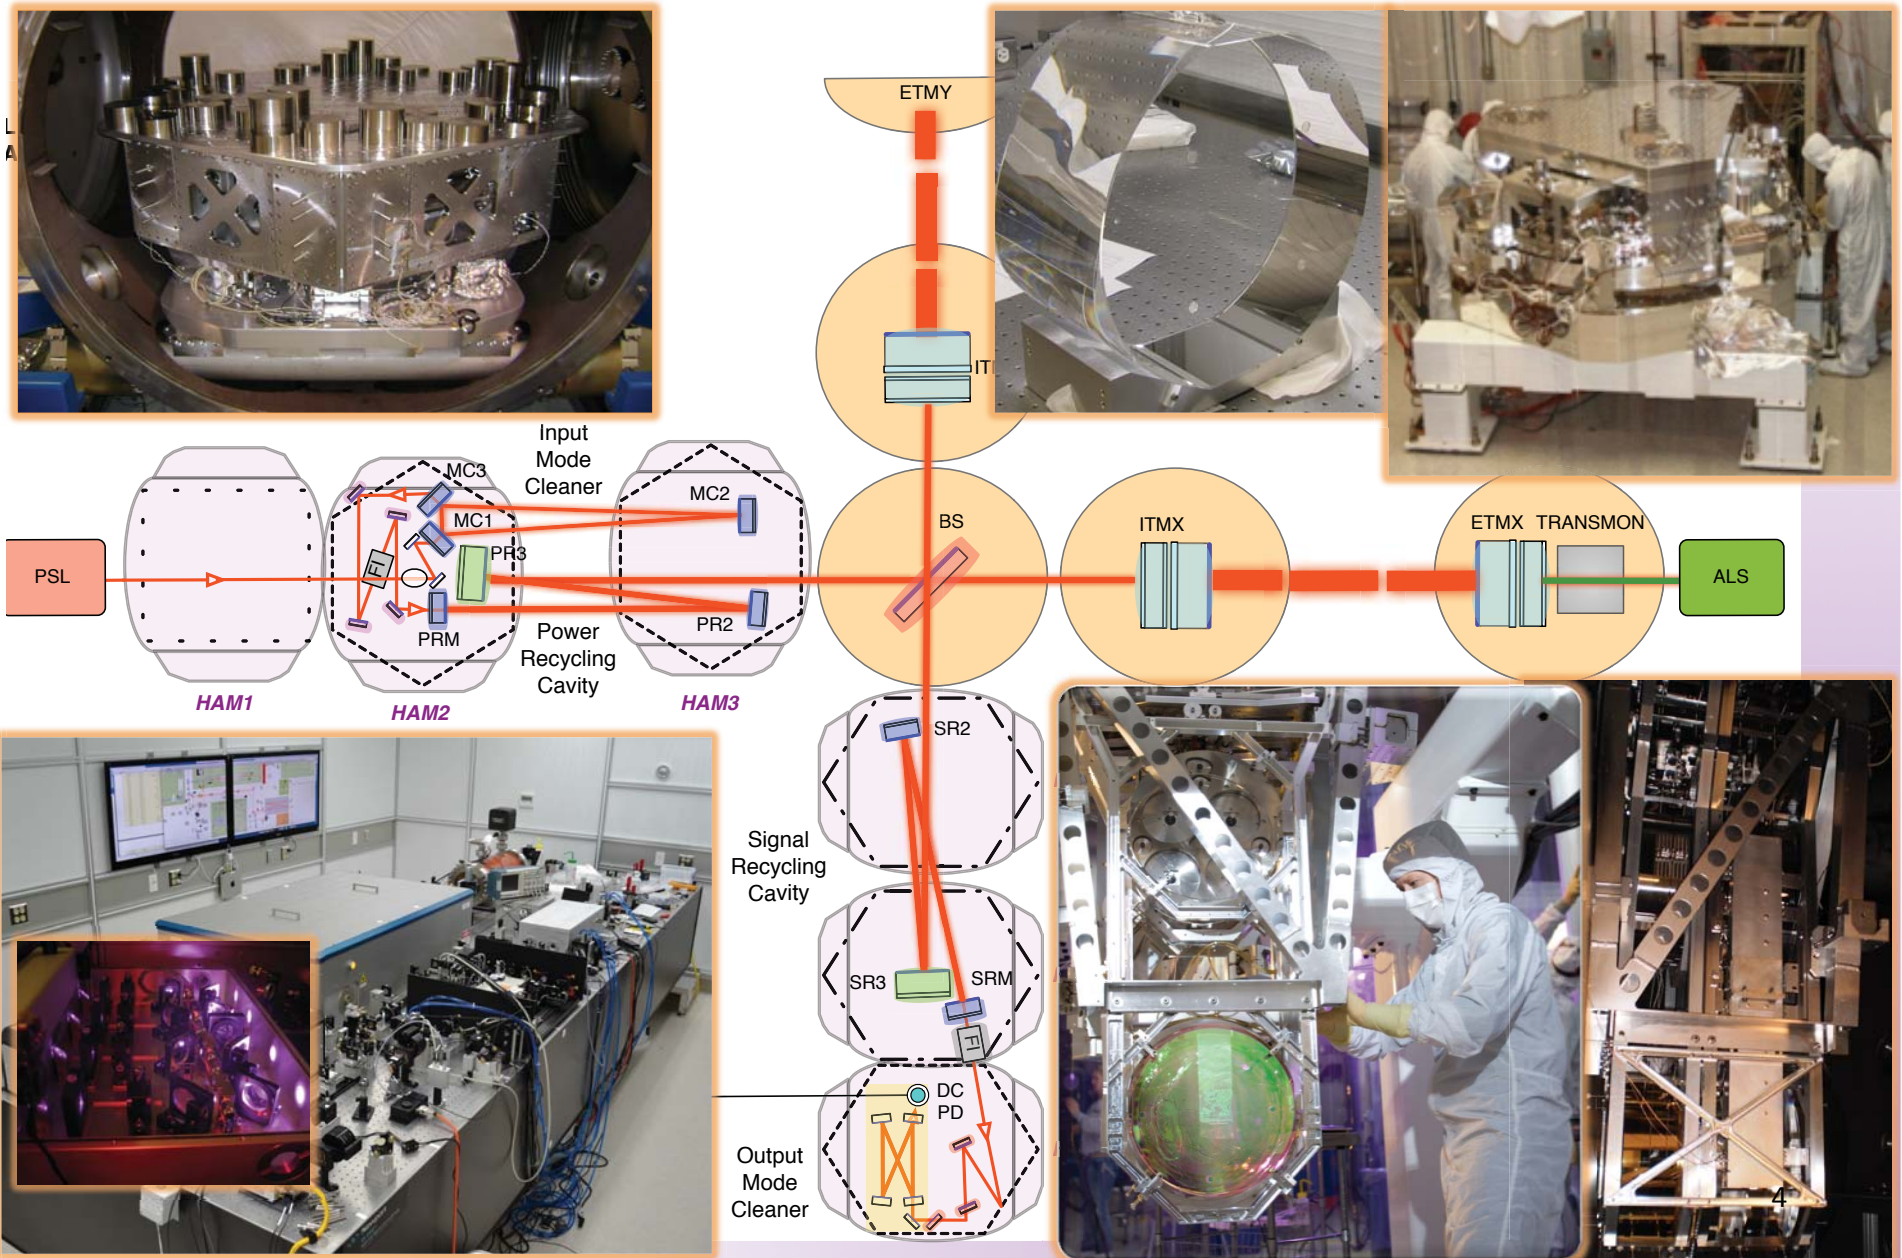 L
A
ETMY
ITM
Input
Mode
Cleaner
MC3
MC2
MC1
BS
ITMX
ETMX TRANSMON
PR3
FI
PSL
ALS
PR2
PRM
Power
Recycling
Cavity
HAM1
HAM2
HAM3
SR2
Signal
Recycling
Cavity
SR3
SRM
FI
DC
PD
Output
Mode
Cleaner
4